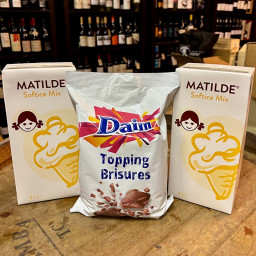 MATILDE®
Softice Mix
Daim
Topping
Brisures
MATILDE®
Softice Mix